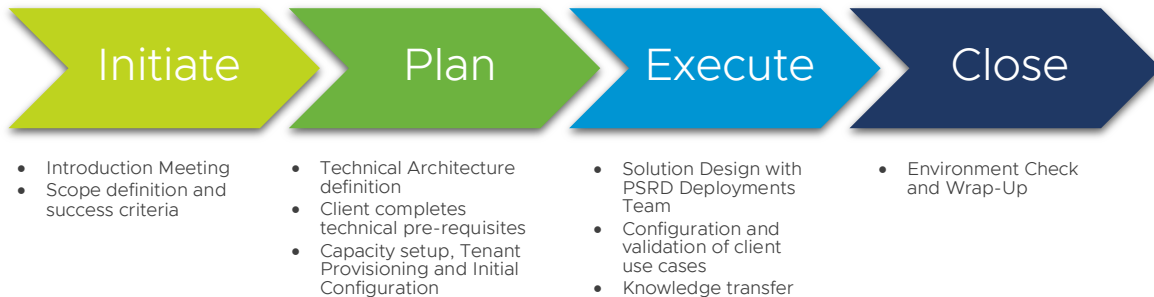 Initiate
Plan
Execute
Close
• Introduction Meeting
• Scope definition and
success criteria
• Technical Architecture
definition
• Client completes
technical pre-requisites
• Capacity setup, Tenant
Provisioning and Initial
Configuration
• Solution Design with
PSRD Deployments
Team
• Configuration and
validation of client
use cases
• Knowledge transfer
• Environment Check
and Wrap-Up